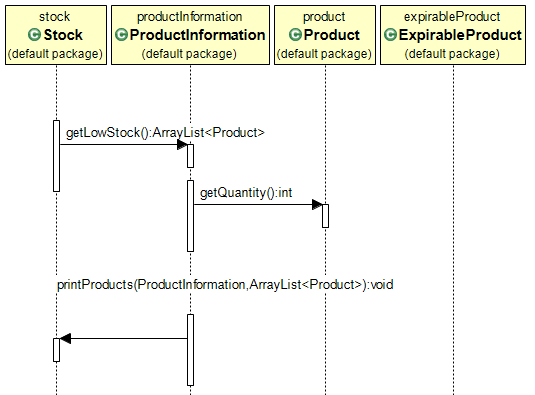 stock
Stock
(default package)
productInformation
ProductInformation
(default package)
product
Product
(default package)
expirableProduct
ExpirableProduct
(default package)
getLowStock():ArrayList<Product>
getQuantity():int
printProducts(ProductInformation,ArrayList<Product>):void